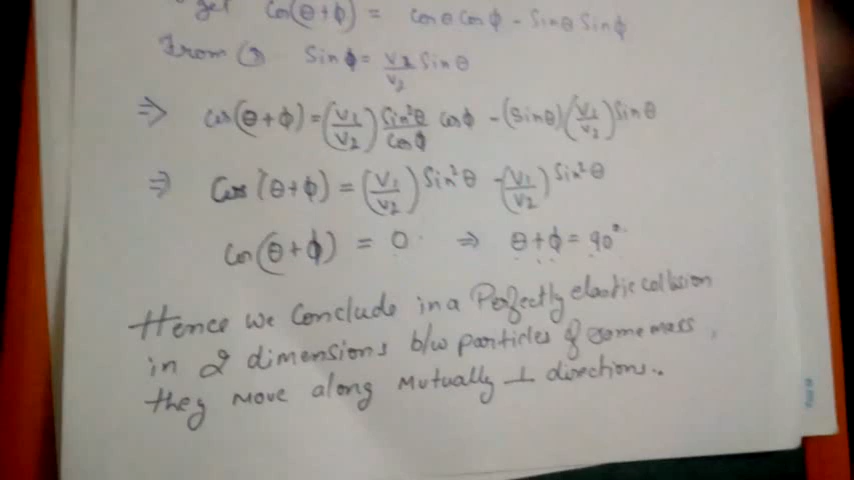 get Cos(θ+ϕ) = cosθ cosϕ - Sinθ Sinϕ
From Sinϕ = V1/V2 Sinθ
⇒ cos(θ+ϕ) = (V1/V2) Sin²θ/Cosϕ cosϕ - (Sinθ)(V1/V2) Sinθ
⇒ Cos (θ+ϕ) = (V1/V2) Sin²θ - (V1/V2) Sin²θ
Cos(θ+ϕ) = 0 ⇒ θ+ϕ = 90°
Hence we Conclude in a Perfectly elastic collision
in 2 dimensions b/w particles of same mass,
they move along Mutually ⊥ directions..